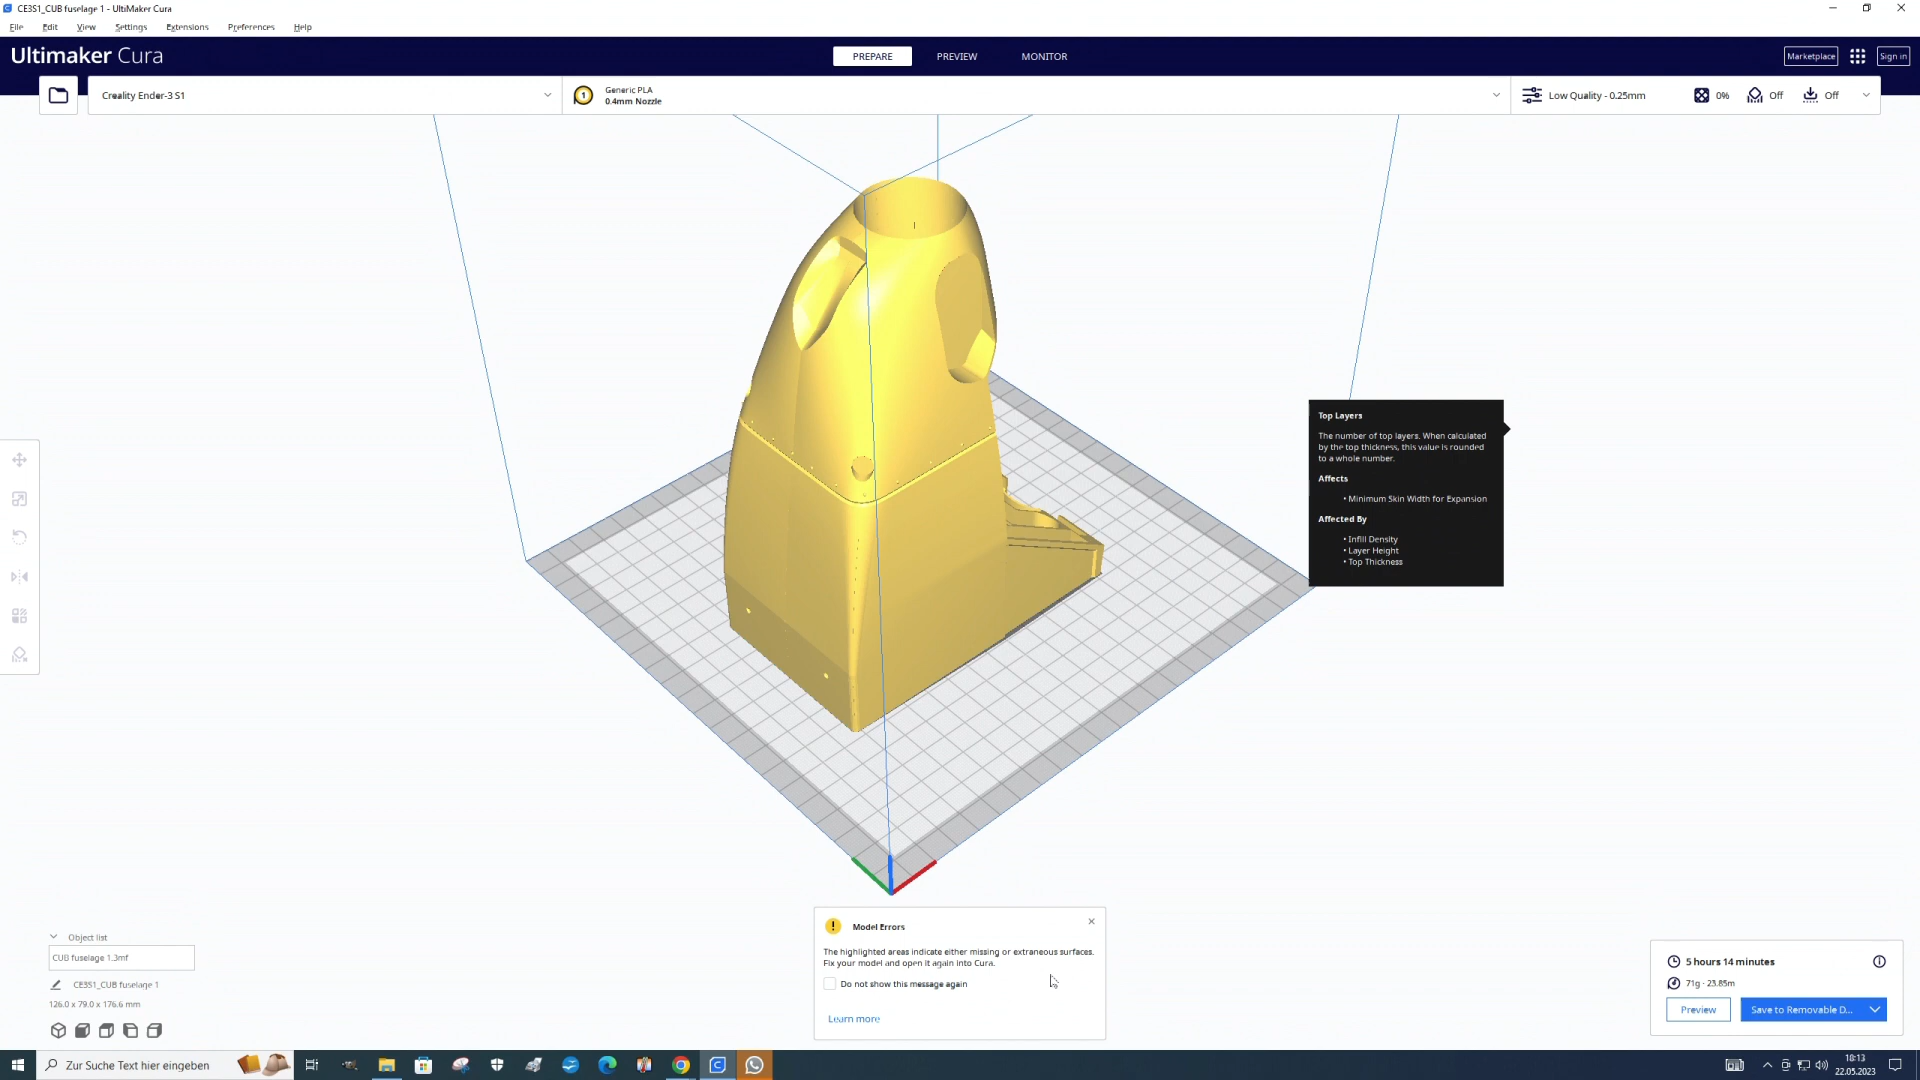 CE3S1_CUB fuselage 1 - UltiMaker Cura
File Edit View Settings Extensions Preferences Help
Ultimaker Cura
PREPARE PREVIEW MONITOR
Marketplace
Sign in
Creality Ender-3 S1
1
Generic PLA
0.4mm Nozzle
Low Quality - 0.25mm
0%
Off
Off
Top Layers
The number of top layers. When calculated
by the top thickness, this value is rounded
to a whole number.
Affects
• Minimum Skin Width for Expansion
Affected By
• Infill Density
• Layer Height
• Top Thickness
Model Errors
The highlighted areas indicate either missing or extraneous surfaces.
Fix your model and open it again into Cura.
Do not show this message again
Learn more
Object list
CUB fuselage 1.3mf
CE3S1_CUB fuselage 1
126.0 x 79.0 x 176.6 mm
5 hours 14 minutes
71g · 23.85m
Preview
Save to Removable D...
Zur Suche Text hier eingeben
18:13
22.05.2023